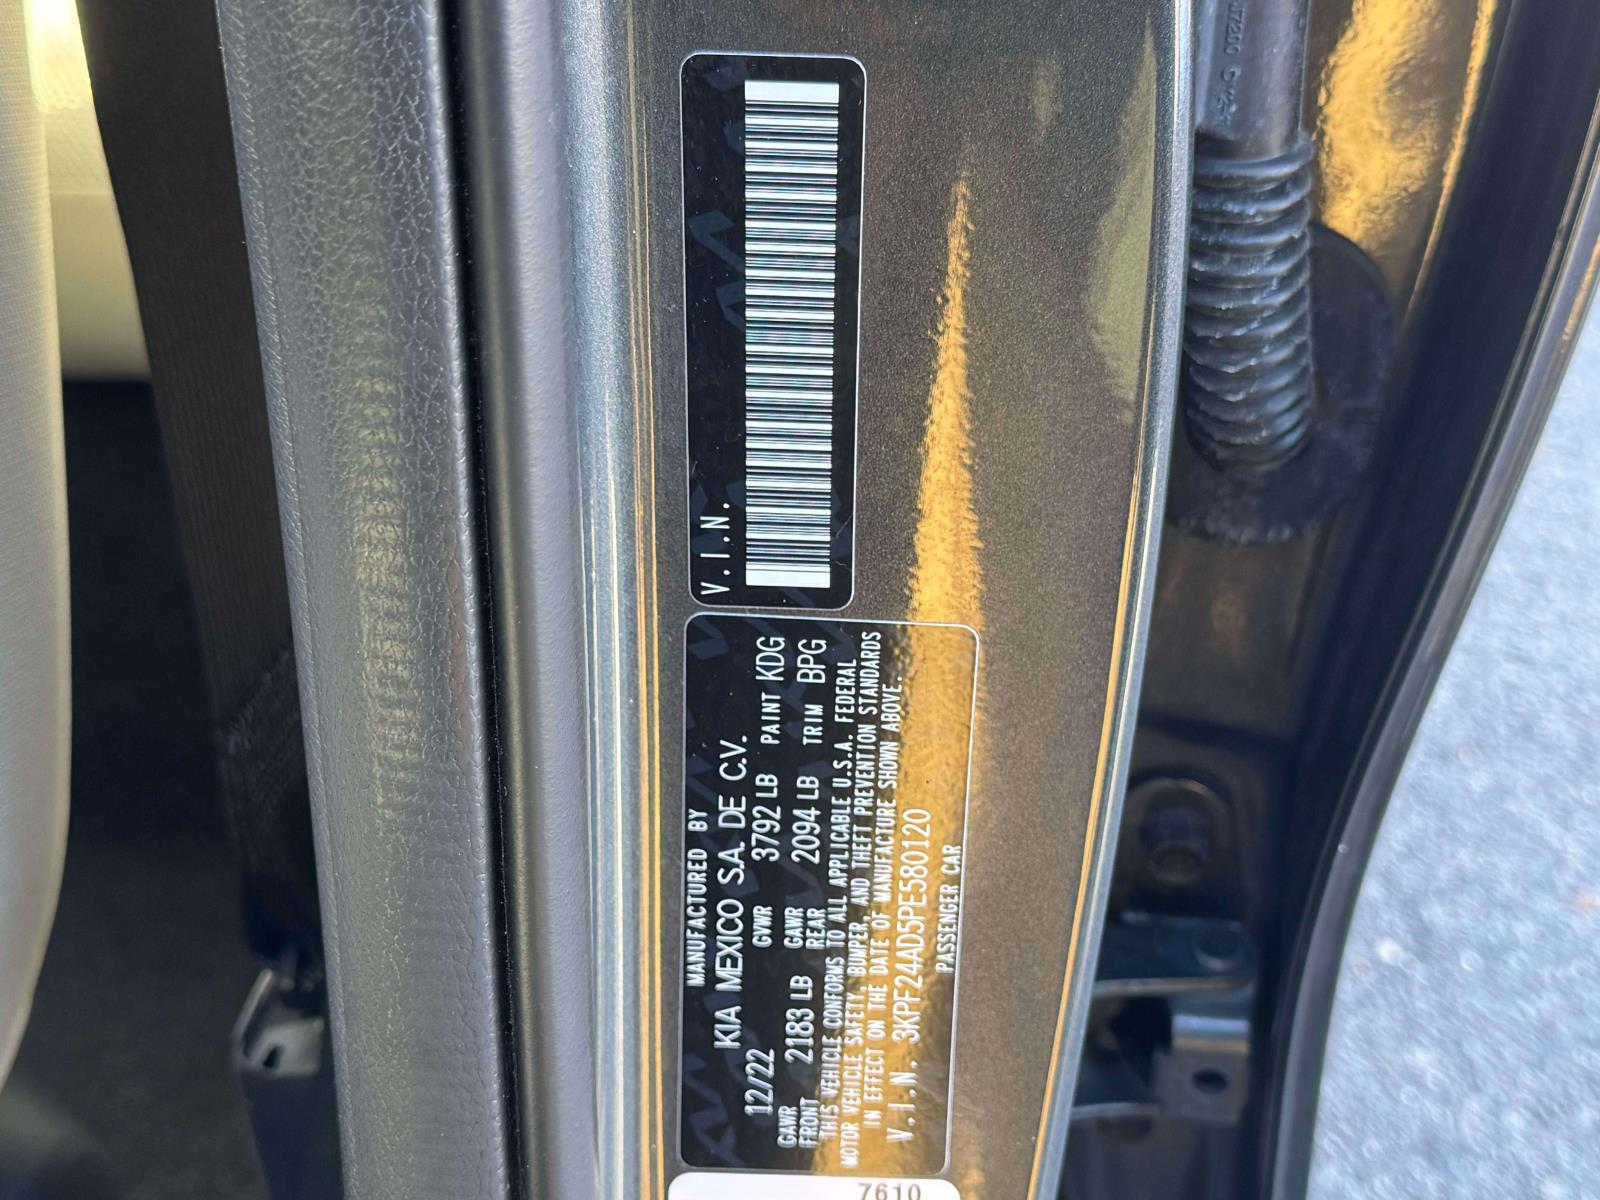 MANUFACTURED BY
KIA MEXICO S.A. DE C.V.
12/22 GVWR 3792 LB PAINT KDG
GAWR FRONT 2183 LB GAWR REAR 2094 LB TRIM BPG
THIS VEHICLE CONFORMS TO ALL APPLICABLE U.S.A. FEDERAL
MOTOR VEHICLE SAFETY, BUMPER, AND THEFT PREVENTION STANDARDS
IN EFFECT ON THE DATE OF MANUFACTURE SHOWN ABOVE.
V.I.N. 3KPF24AD5PE580120
PASSENGER CAR
V.I.N.
7610